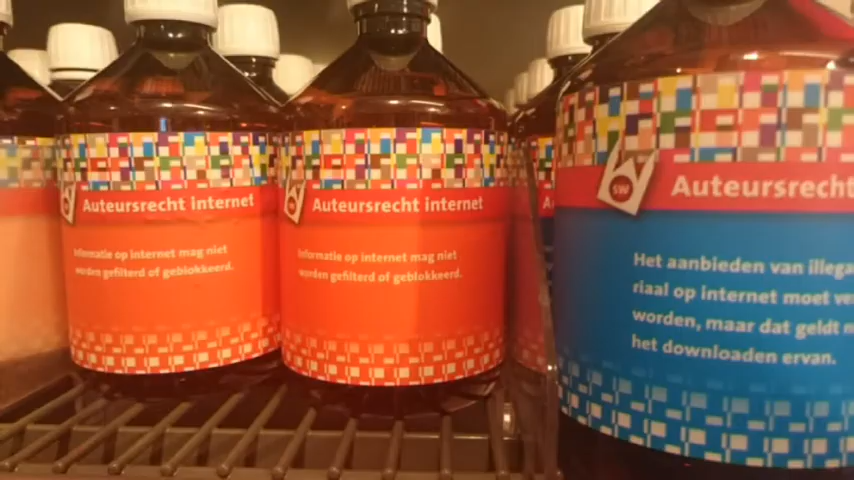 Auteursrecht internet
Informatie op internet mag niet
worden gefilterd of geblokkeerd.
Auteursrecht internet
Informatie op internet mag niet
worden gefilterd of geblokkeerd.
SW
Auteursrecht
Het aanbieden van illega
riaal op internet moet ve
worden, maar dat geldt n
het downloaden ervan.